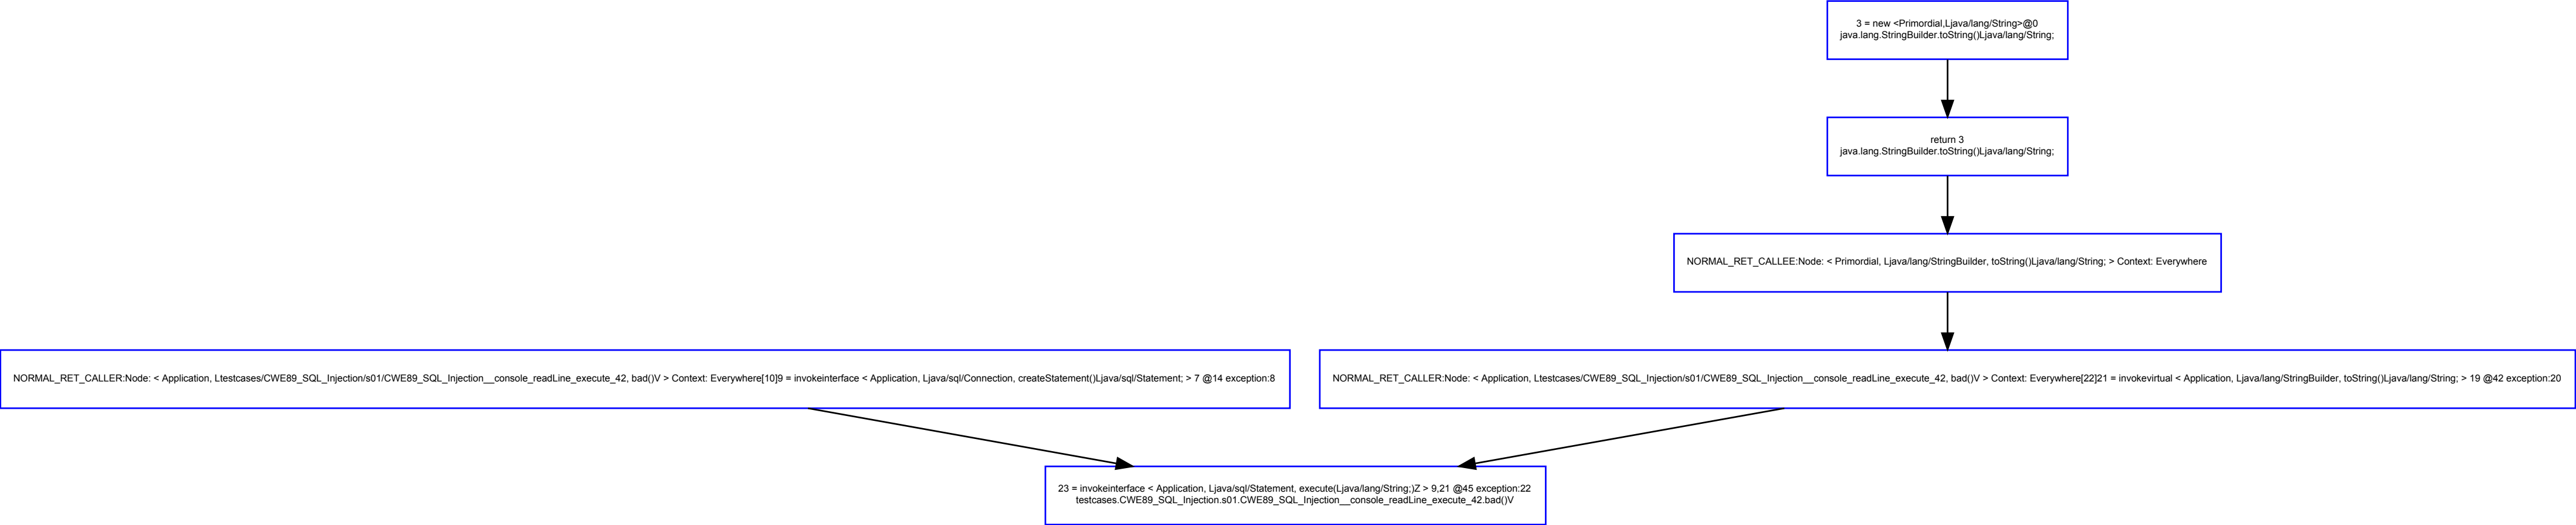 3 = new <Primordial,Ljava/lang/String>@0
java.lang.StringBuilder.toString()Ljava/lang/String;
return 3
java.lang.StringBuilder.toString()Ljava/lang/String;
NORMAL_RET_CALLEE:Node: < Primordial, Ljava/lang/StringBuilder, toString()Ljava/lang/String; > Context: Everywhere
NORMAL_RET_CALLER:Node: < Application, Ltestcases/CWE89_SQL_Injection/s01/CWE89_SQL_Injection__console_readLine_execute_42, bad()V > Context: Everywhere[10]9 = invokeinterface < Application, Ljava/sql/Connection, createStatement()Ljava/sql/Statement; > 7 @14 exception:8
NORMAL_RET_CALLER:Node: < Application, Ltestcases/CWE89_SQL_Injection/s01/CWE89_SQL_Injection__console_readLine_execute_42, bad()V > Context: Everywhere[22]21 = invokevirtual < Application, Ljava/lang/StringBuilder, toString()Ljava/lang/String; > 19 @42 exception:20
23 = invokeinterface < Application, Ljava/sql/Statement, execute(Ljava/lang/String;)Z > 9,21 @45 exception:22
testcases.CWE89_SQL_Injection.s01.CWE89_SQL_Injection__console_readLine_execute_42.bad()V